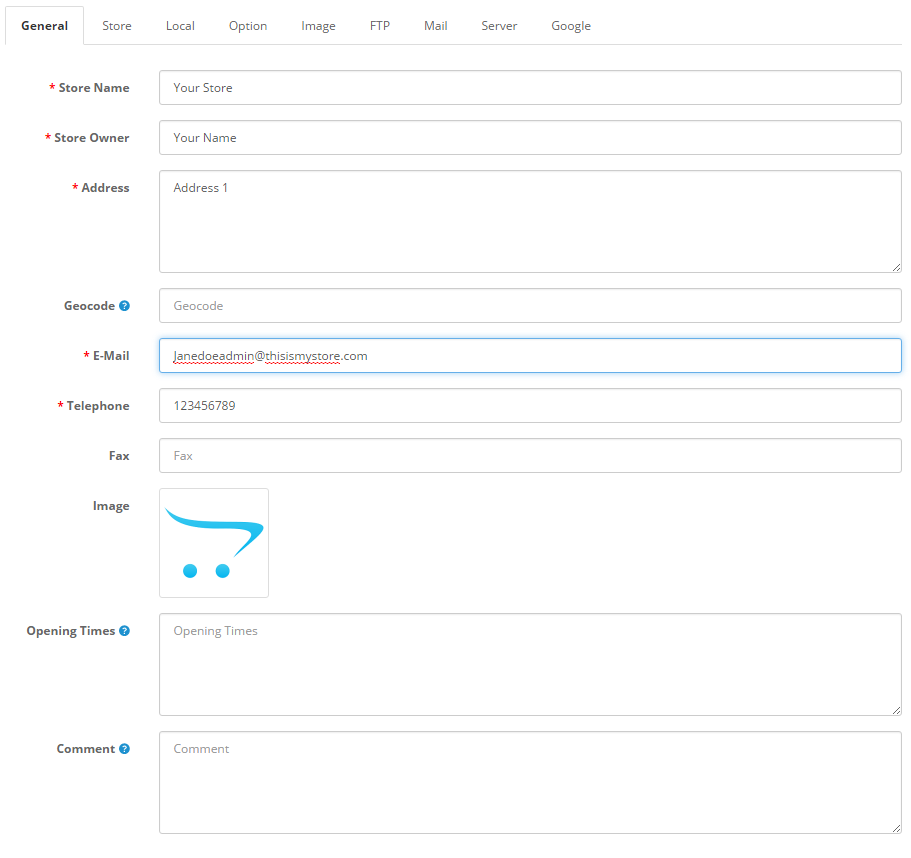 General Store Local Option Image FTP Mail Server Google
* Store Name Your Store
* Store Owner Your Name
* Address Address 1
Geocode ? Geocode
* E-Mail Janedoeadmin@thisismystore.com
* Telephone 123456789
Fax Fax
Image
Opening Times ? Opening Times
Comment ? Comment